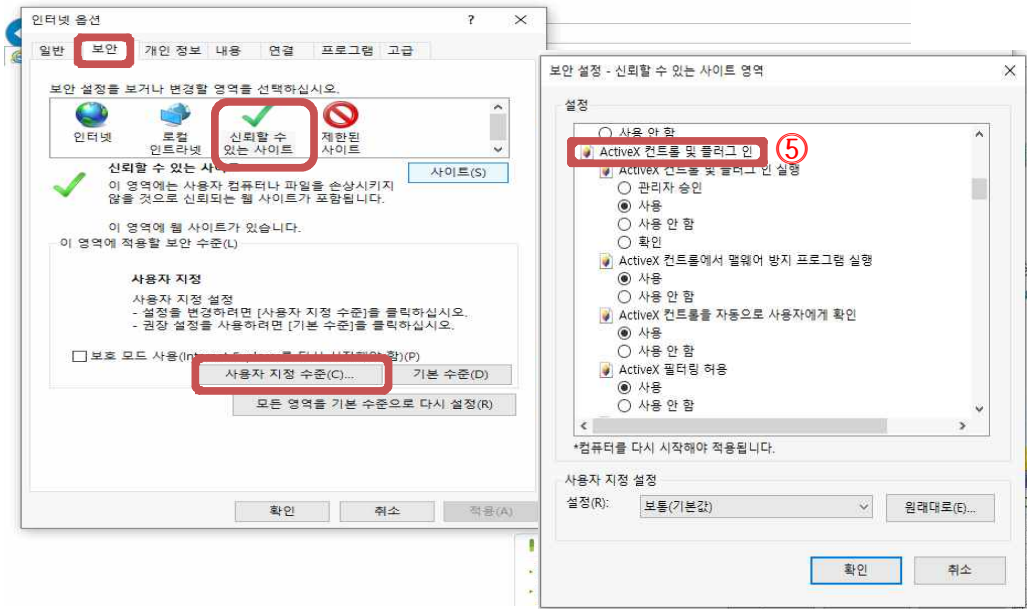 인터넷 옵션
?
일반 보안 개인 정보 내용 연결 프로그램 고급
보안 설정을 보거나 변경할 영역을 선택하십시오.
인터넷
로컬
인트라넷
신뢰할 수
있는 사이트
제한된
사이트
신뢰할 수 있는
사이트(S)
이 영역에는 사용자 컴퓨터나 파일을 손상시키지
않을 것으로 신뢰되는 웹 사이트가 포함됩니다.
이 영역에 웹 사이트가 있습니다.
이 영역에 적용할 보안 수준(L)
사용자 지정
사용자 지정 설정
- 설정을 변경하려면 [사용자 지정 수준]을 클릭하십시오.
- 권장 설정을 사용하려면 [기본 수준]을 클릭하십시오.
보호 모드 사용(Internet Explorer를 다시 시작해야 함)(P)
사용자 지정 수준(C)...
기본 수준(D)
모든 영역을 기본 수준으로 다시 설정(R)
확인
취소
적용(A)
보안 설정 - 신뢰할 수 있는 사이트 영역
설정
사용 안 함
ActiveX 컨트롤 및 플러그 인
⑤
ActiveX 컨트롤 및 플러그 인 실행
관리자 승인
사용
사용 안 함
확인
ActiveX 컨트롤에서 맬웨어 방지 프로그램 실행
사용
사용 안 함
ActiveX 컨트롤을 자동으로 사용자에게 확인
사용
사용 안 함
ActiveX 필터링 허용
사용
사용 안 함
*컴퓨터를 다시 시작해야 적용됩니다.
사용자 지정 설정
설정(R):
보통(기본값)
원래대로(E)...
확인
취소